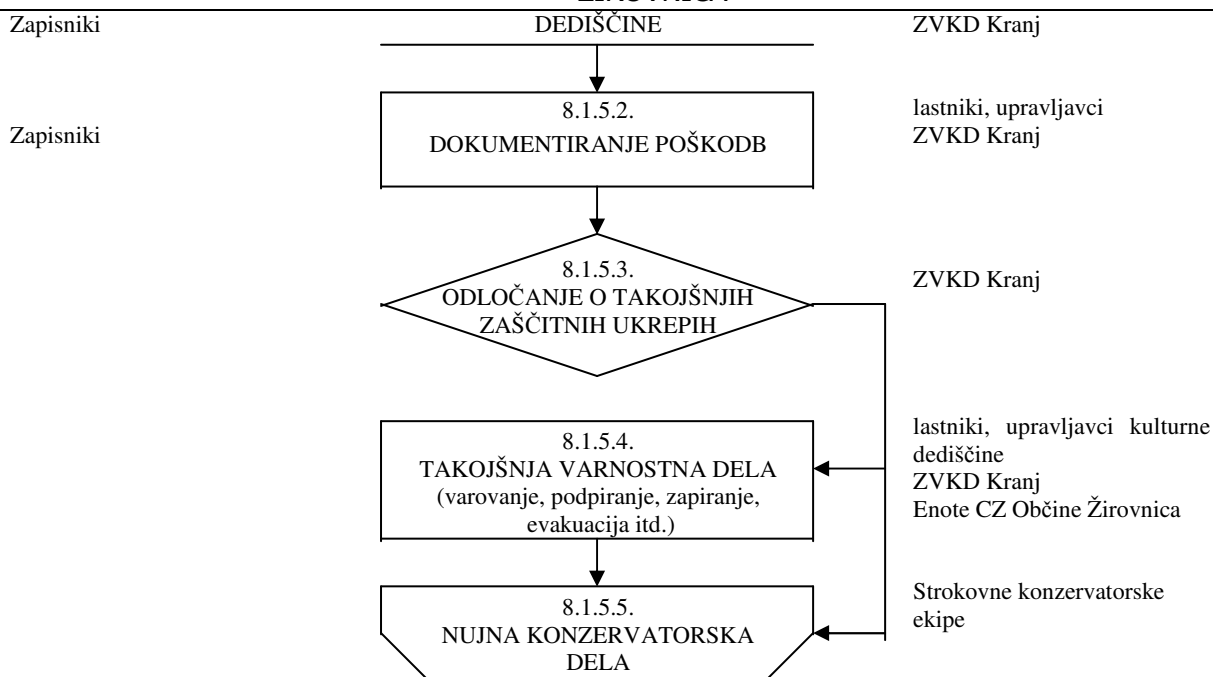 Zapisniki
DEDIŠČINE
ZVKD Kranj
8.1.5.2.
DOKUMENTIRANJE POŠKODB
Zapisniki
lastniki, upravljavci
ZVKD Kranj
8.1.5.3.
ODLOČANJE O TAKOJŠNJIH
ZAŠČITNIH UKREPIH
ZVKD Kranj
8.1.5.4.
TAKOJŠNJA VARNOSTNA DELA
(varovanje, podpiranje, zapiranje,
evakuacija itd.)
lastniki, upravljavci kulturne
dediščine
ZVKD Kranj
Enote CZ Občine Žirovnica
8.1.5.5.
NUJNA KONZERVATORSKA
DELA
Strokovne konzervatorske
ekipe